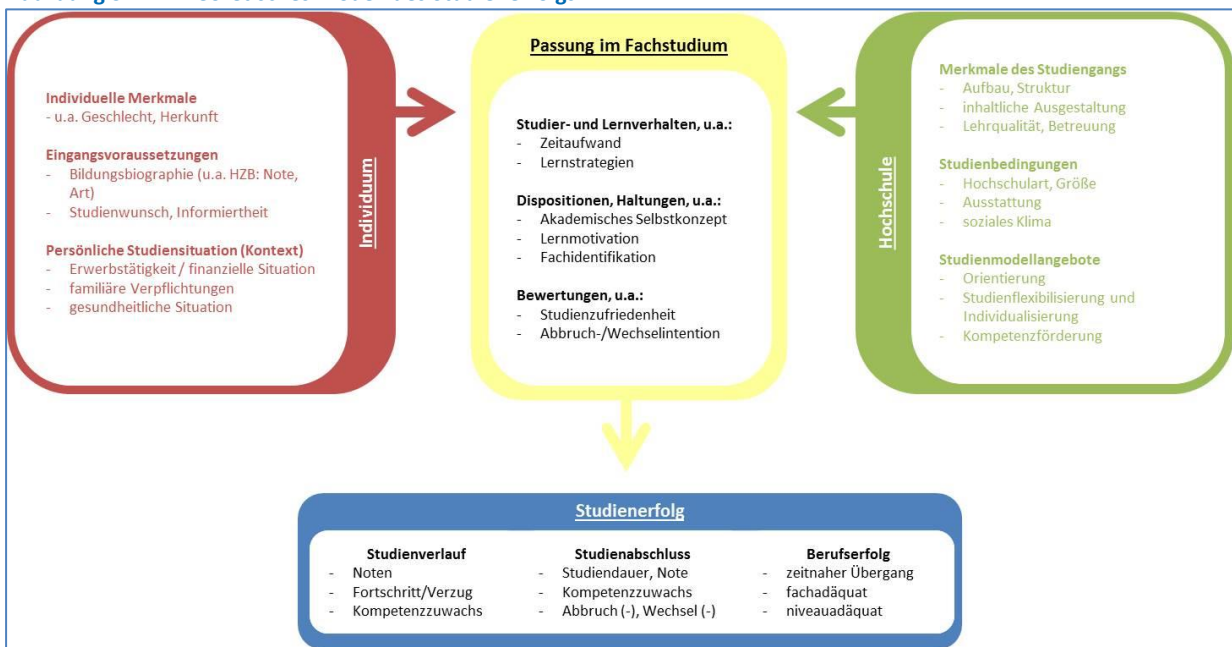 Individuelle Merkmale
- u.a. Geschlecht, Herkunft
Eingangsvoraussetzungen
- Bildungsbiographie (u.a. HZB: Note,
Art)
- Studienwunsch, Informiertheit
Persönliche Studiensituation (Kontext)
- Erwerbstätigkeit / finanzielle Situation
- familiäre Verpflichtungen
- gesundheitliche Situation
Individuum
Passung im Fachstudium
Studier- und Lernverhalten, u.a.:
- Zeitaufwand
- Lernstrategien
Dispositionen, Haltungen, u.a.:
- Akademisches Selbstkonzept
- Lernmotivation
- Fachidentifikation
Bewertungen, u.a.:
- Studienzufriedenheit
- Abbruch-/Wechselintention
Hochschule
Merkmale des Studiengangs
- Aufbau, Struktur
- inhaltliche Ausgestaltung
- Lehrqualität, Betreuung
Studienbedingungen
- Hochschulart, Größe
- Ausstattung
- soziales Klima
Studienmodellangebote
- Orientierung
- Studienflexibilisierung und
Individualisierung
- Kompetenzförderung
Studienerfolg
Studienverlauf
- Noten
- Fortschritt/Verzug
- Kompetenzzuwachs
Studienabschluss
- Studiendauer, Note
- Kompetenzzuwachs
- Abbruch (-), Wechsel (-)
Berufserfolg
- zeitnaher Übergang
- fachadäquat
- niveauadäquat